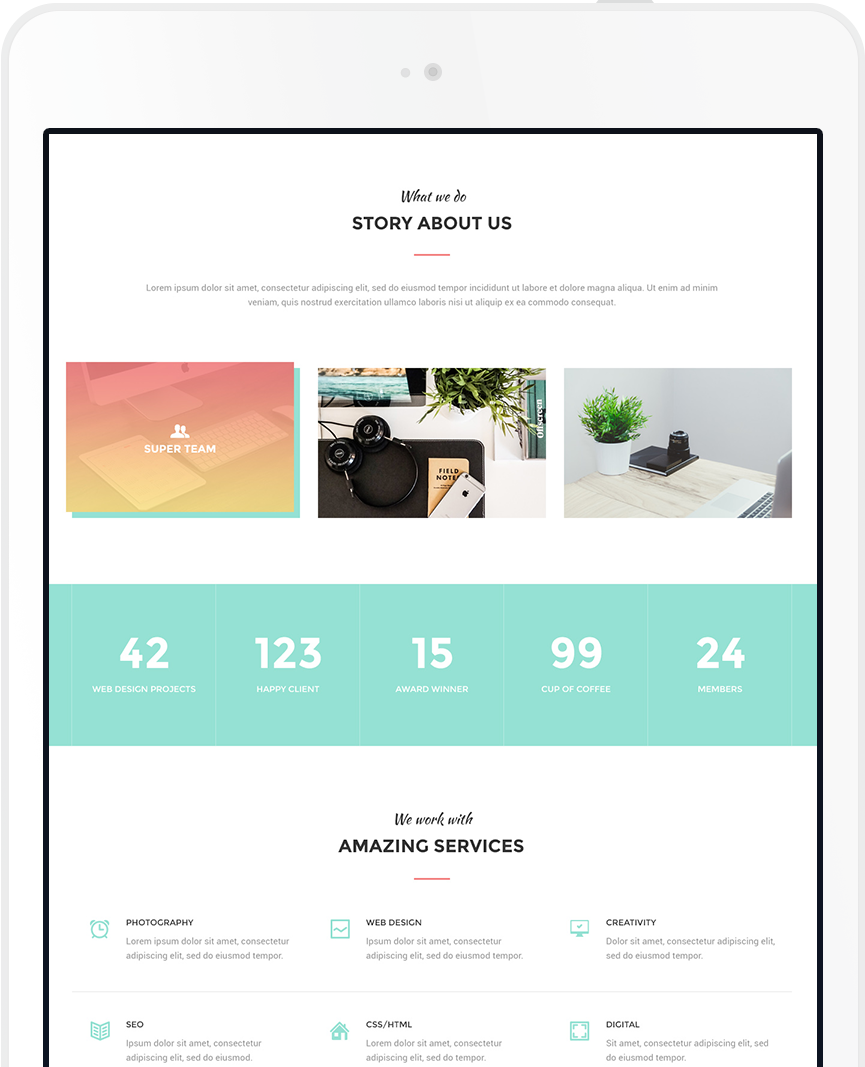 What we do
STORY ABOUT US
Lorem ipsum dolor sit amet, consectetur adipiscing elit, sed do eiusmod tempor incididunt ut labore et dolore magna aliqua. Ut enim ad minim
veniam, quis nostrud exercitation ullamco laboris nisi ut aliquip ex ea commodo consequat.
SUPER TEAM
Offscreen
FIELD
NOTES
42
WEB DESIGN PROJECTS
123
HAPPY CLIENT
15
AWARD WINNER
99
CUP OF COFFEE
24
MEMBERS
We work with
AMAZING SERVICES
PHOTOGRAPHY
Lorem ipsum dolor sit amet, consectetur
adipiscing elit, sed do eiusmod tempor.
WEB DESIGN
Ipsum dolor sit amet, consectetur
adipiscing elit, sed do eiusmod tempor.
CREATIVITY
Dolor sit amet, consectetur adipiscing elit,
sed do eiusmod tempor.
SEO
Ipsum dolor sit amet, consectetur
adipiscing elit, sed do eiusmod.
CSS/HTML
Lorem dolor sit amet, consectetur
adipiscing elit, sed do tempor.
DIGITAL
Sit amet, consectetur adipiscing elit, sed
do eiusmod tempor.